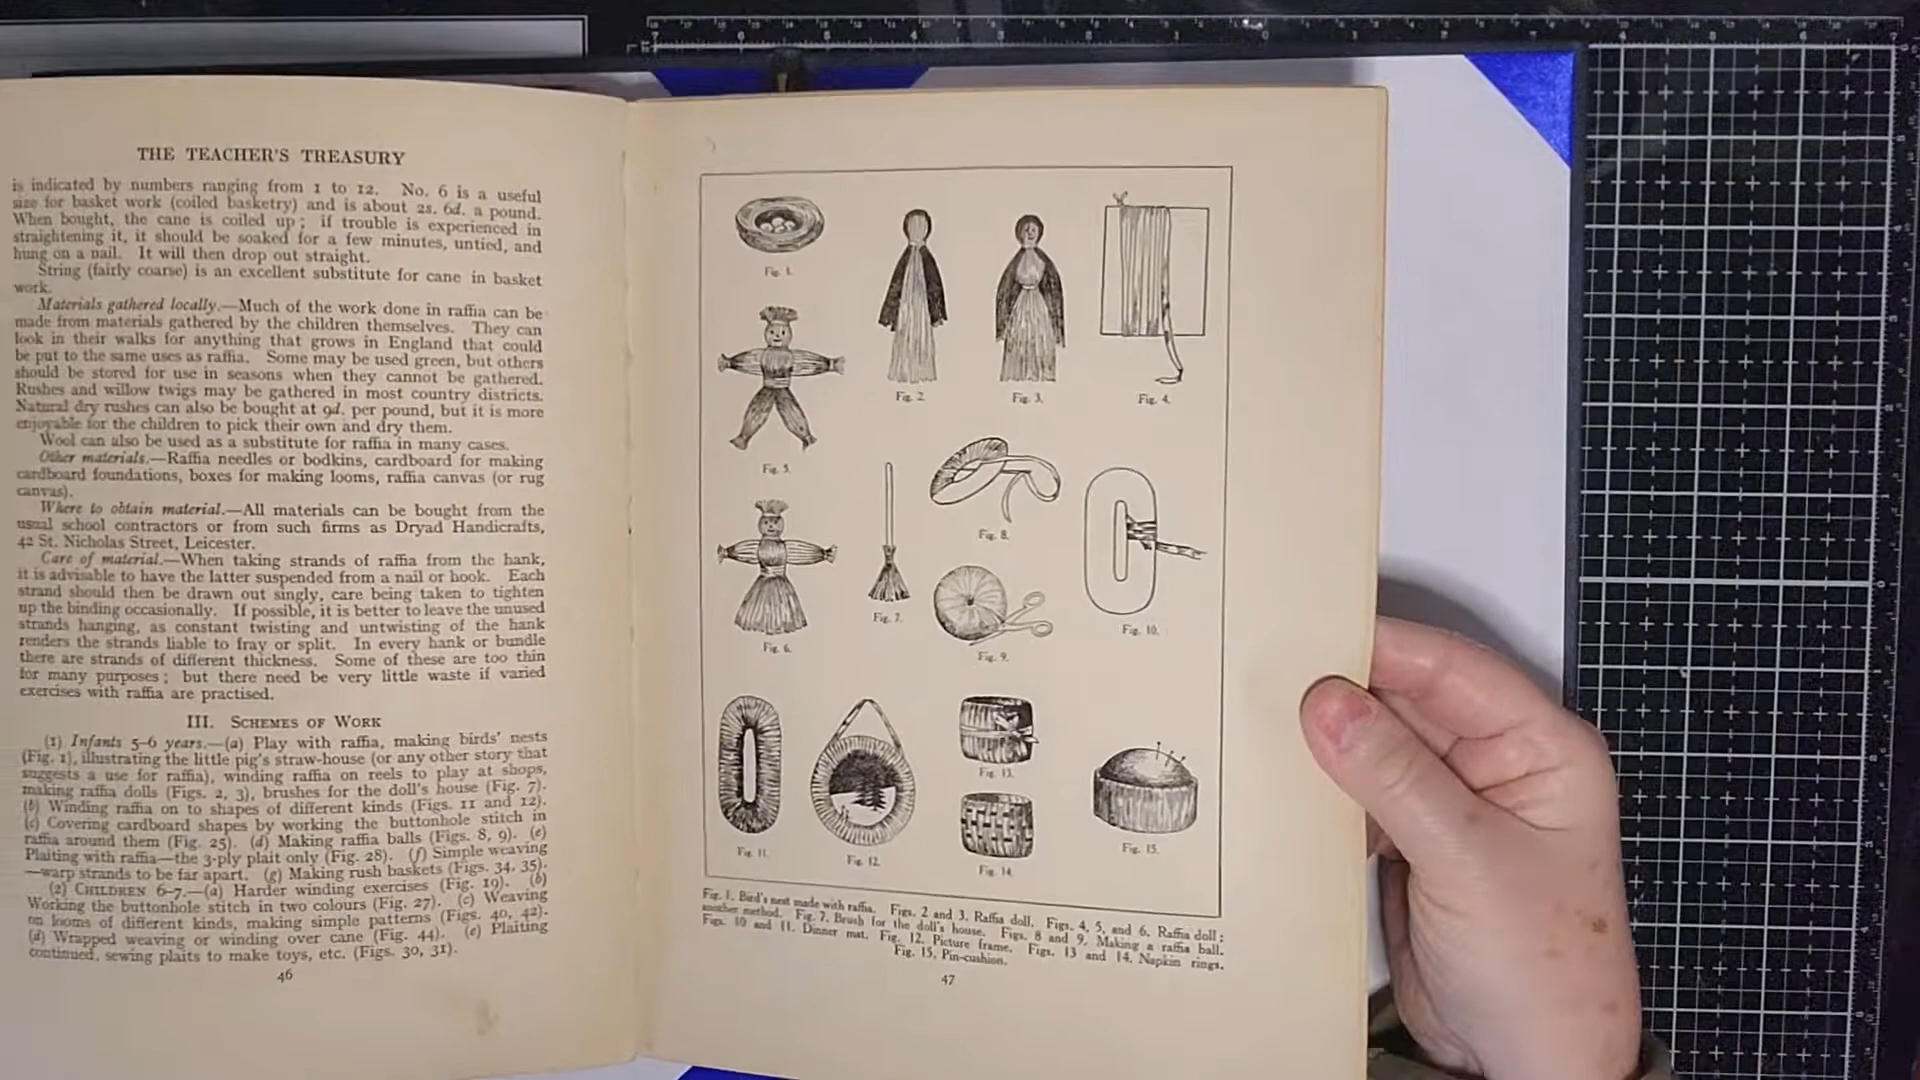 THE TEACHER'S TREASURY
is indicated by numbers ranging from 1 to 12. No. 6 is a useful
size for basket work (coiled basketry) and is about 2s. 6d. a pound.
When bought, the cane is coiled up; if trouble is experienced in
straightening it, it should be soaked for a few minutes, untied, and
hung on a nail. It will then drop out straight.
String (fairly coarse) is an excellent substitute for cane in basket
work.
Materials gathered locally.—Much of the work done in raffia can be
made from materials gathered by the children themselves. They can
look in their walks for anything that grows in England that could
be put to the same uses as raffia. Some may be used green, but others
should be stored for use in seasons when they cannot be gathered.
Rushes and willow twigs may be gathered in most country districts.
Natural dry rushes can also be bought at 9d. per pound, but it is more
enjoyable for the children to pick their own and dry them.
Wool can also be used as a substitute for raffia in many cases.
Other materials.—Raffia needles or bodkins, cardboard for making
cardboard foundations, boxes for making looms, raffia canvas (or rug
canvas).
Where to obtain material.—All materials can be bought from the
usual school contractors or from such firms as Dryad Handicrafts,
42 St. Nicholas Street, Leicester.
Care of material.—When taking strands of raffia from the hank,
it is advisable to have the latter suspended from a nail or hook. Each
strand should then be drawn out singly, care being taken to tighten
up the binding occasionally. If possible, it is better to leave the unused
strands hanging, as constant twisting and untwisting of the hank
renders the strands liable to fray or split. In every hank or bundle
there are strands of different thickness. Some of these are too thin
for many purposes; but there need be very little waste if varied
exercises with raffia are practised.
III. SCHEMES OF WORK
(1) Infants 5-6 years.—(a) Play with raffia, making birds' nests
(Fig. 1), illustrating the little pig's straw-house (or any other story that
suggests a use for raffia), winding raffia on reels to play at shops,
making raffia dolls (Figs. 2, 3), brushes for the doll's house (Fig. 7).
(b) Winding raffia on to shapes of different kinds (Figs. 11 and 12).
(c) Covering cardboard shapes by working the buttonhole stitch in
raffia around them (Fig. 25). (d) Making raffia balls (Figs. 8, 9). (e)
Plaiting with raffia—the 3-ply plait only (Fig. 28). (f) Simple weaving
—warp strands to be far apart. (g) Making rush baskets (Figs. 34, 35).
(2) CHILDREN 6-7.—(a) Harder winding exercises (Fig. 19). (b)
Working the buttonhole stitch in two colours (Fig. 27). (c) Weaving
on looms of different kinds, making simple patterns (Figs. 40, 42).
(d) Wrapped weaving or winding over cane (Fig. 44). (e) Plaiting
continued, sewing plaits to make toys, etc. (Figs. 30, 31).
46
Fig. 1.
Fig. 2.
Fig. 3.
Fig. 4.
Fig. 5.
Fig. 6.
Fig. 7.
Fig. 8.
Fig. 9.
Fig. 10.
Fig. 11.
Fig. 12.
Fig. 13.
Fig. 14.
Fig. 15.
Fig. 1. Bird's nest made with raffia. Figs. 2 and 3. Raffia doll. Figs. 4, 5, and 6. Raffia doll;
another method. Fig. 7. Brush for the doll's house. Figs. 8 and 9. Making a raffia ball.
Figs. 10 and 11. Dinner mat. Fig. 12. Picture frame. Figs. 13 and 14. Napkin rings.
Fig. 15. Pin-cushion.
47